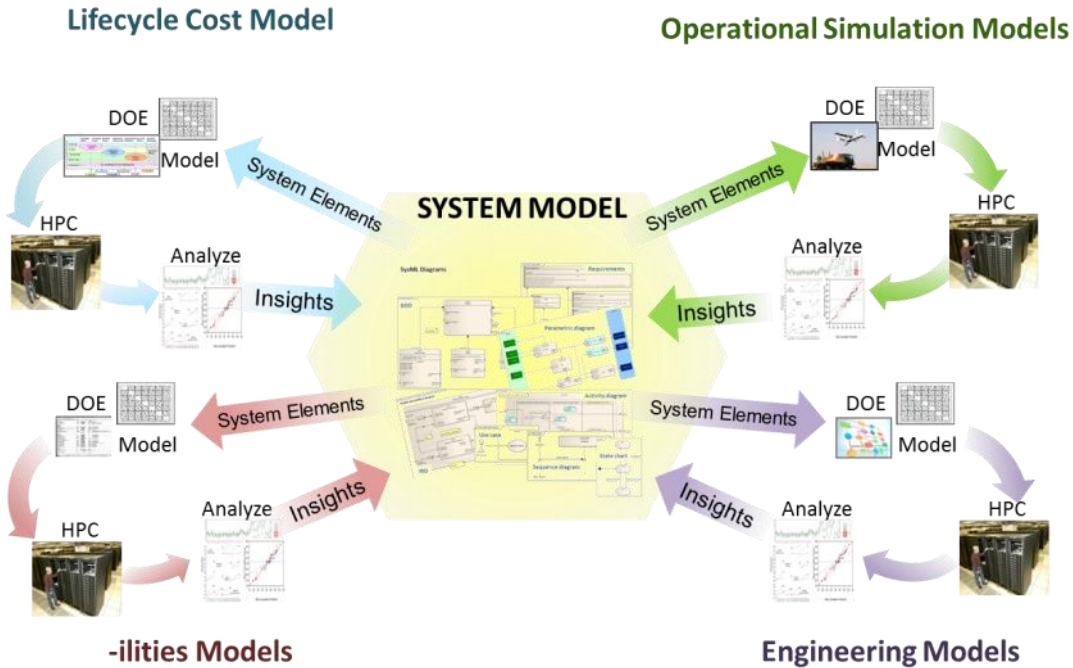 Lifecycle Cost Model
Operational Simulation Models
DOE
Model
System Elements
HPC
Analyze
Insights
DOE
Model
System Elements
HPC
Analyze
Insights
SYSTEM MODEL
SysML Diagrams
Requirements
BDD
Parametric diagram
Activity diagram
Use case
IBD
Sequence diagram
State chart
DOE
Model
System Elements
HPC
Analyze
Insights
DOE
Model
System Elements
HPC
Analyze
Insights
-ilities Models
Engineering Models